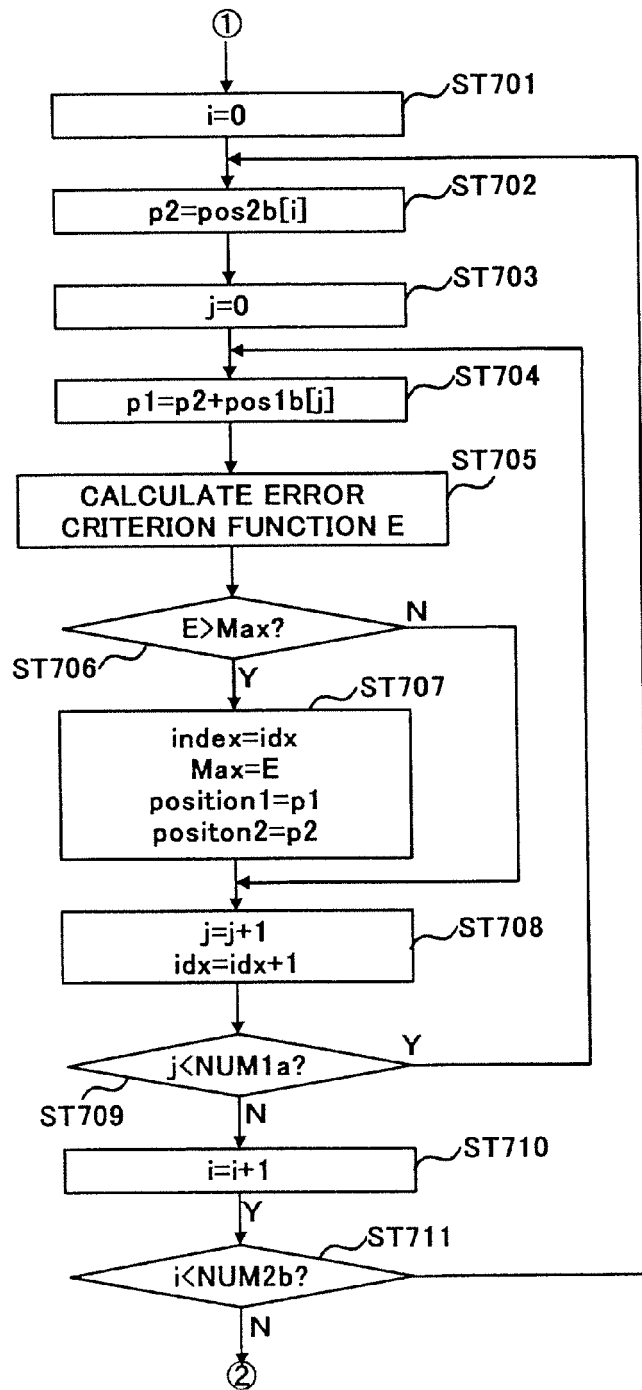 ①
ST701
i=0
ST702
p2=pos2b[i]
ST703
j=0
ST704
p1=p2+pos1b[j]
ST705
CALCULATE ERROR
CRITERION FUNCTION E
E>Max?
N
ST706
Y
ST707
index=idx
Max=E
position1=p1
positon2=p2
ST708
j=j+1
idx=idx+1
j<NUM1a?
Y
ST709
N
ST710
i=i+1
Y
ST711
i<NUM2b?
N
②